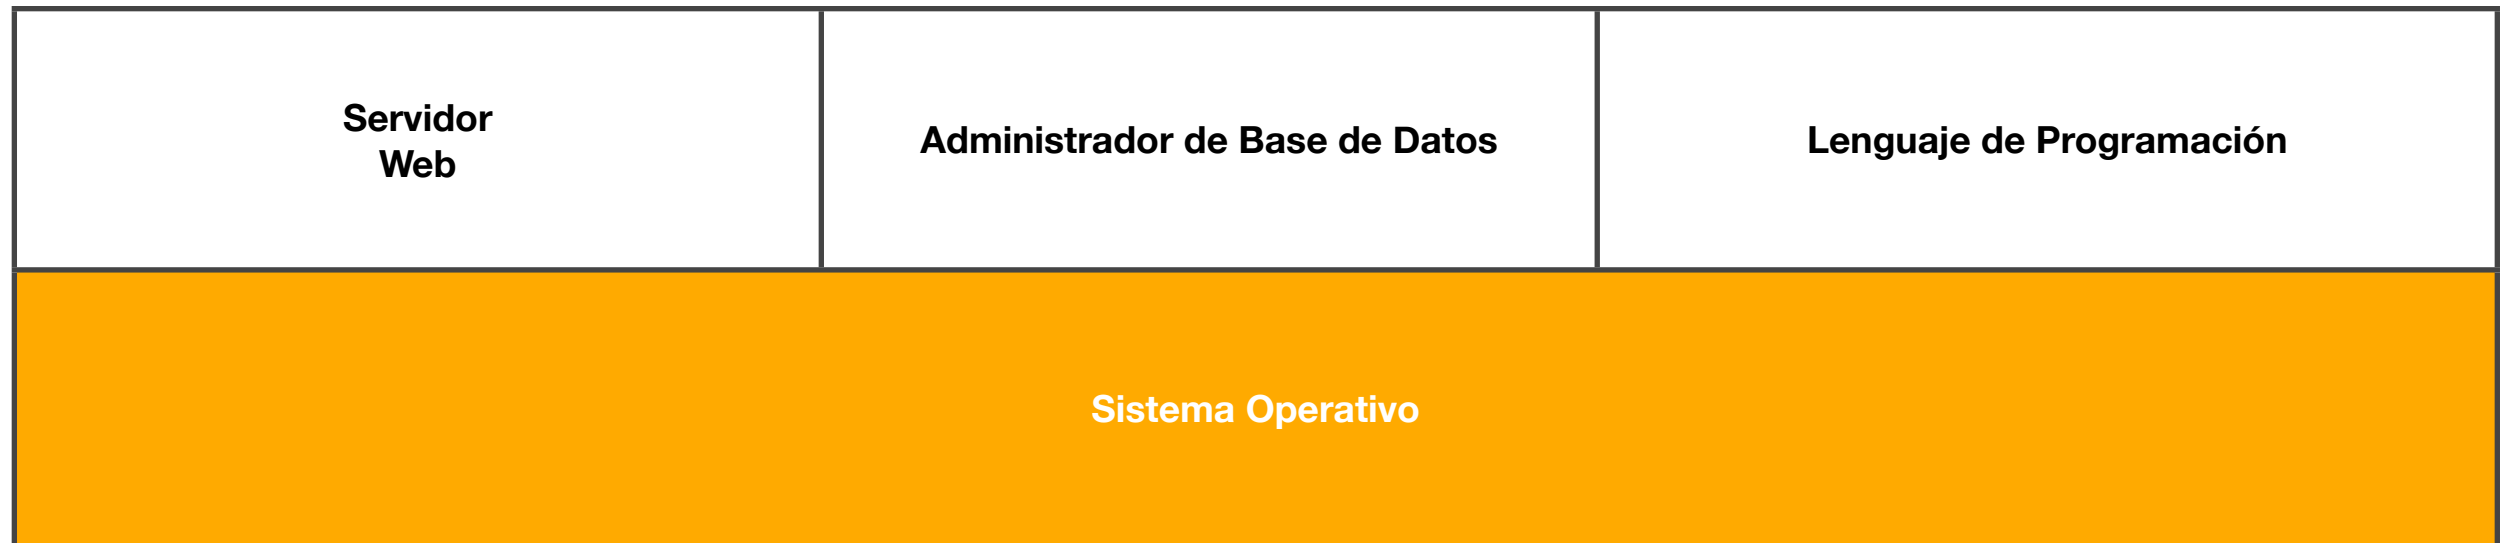 Servidor
Web
Administrador de Base de Datos
Lenguaje de Programación
Sistema Operativo